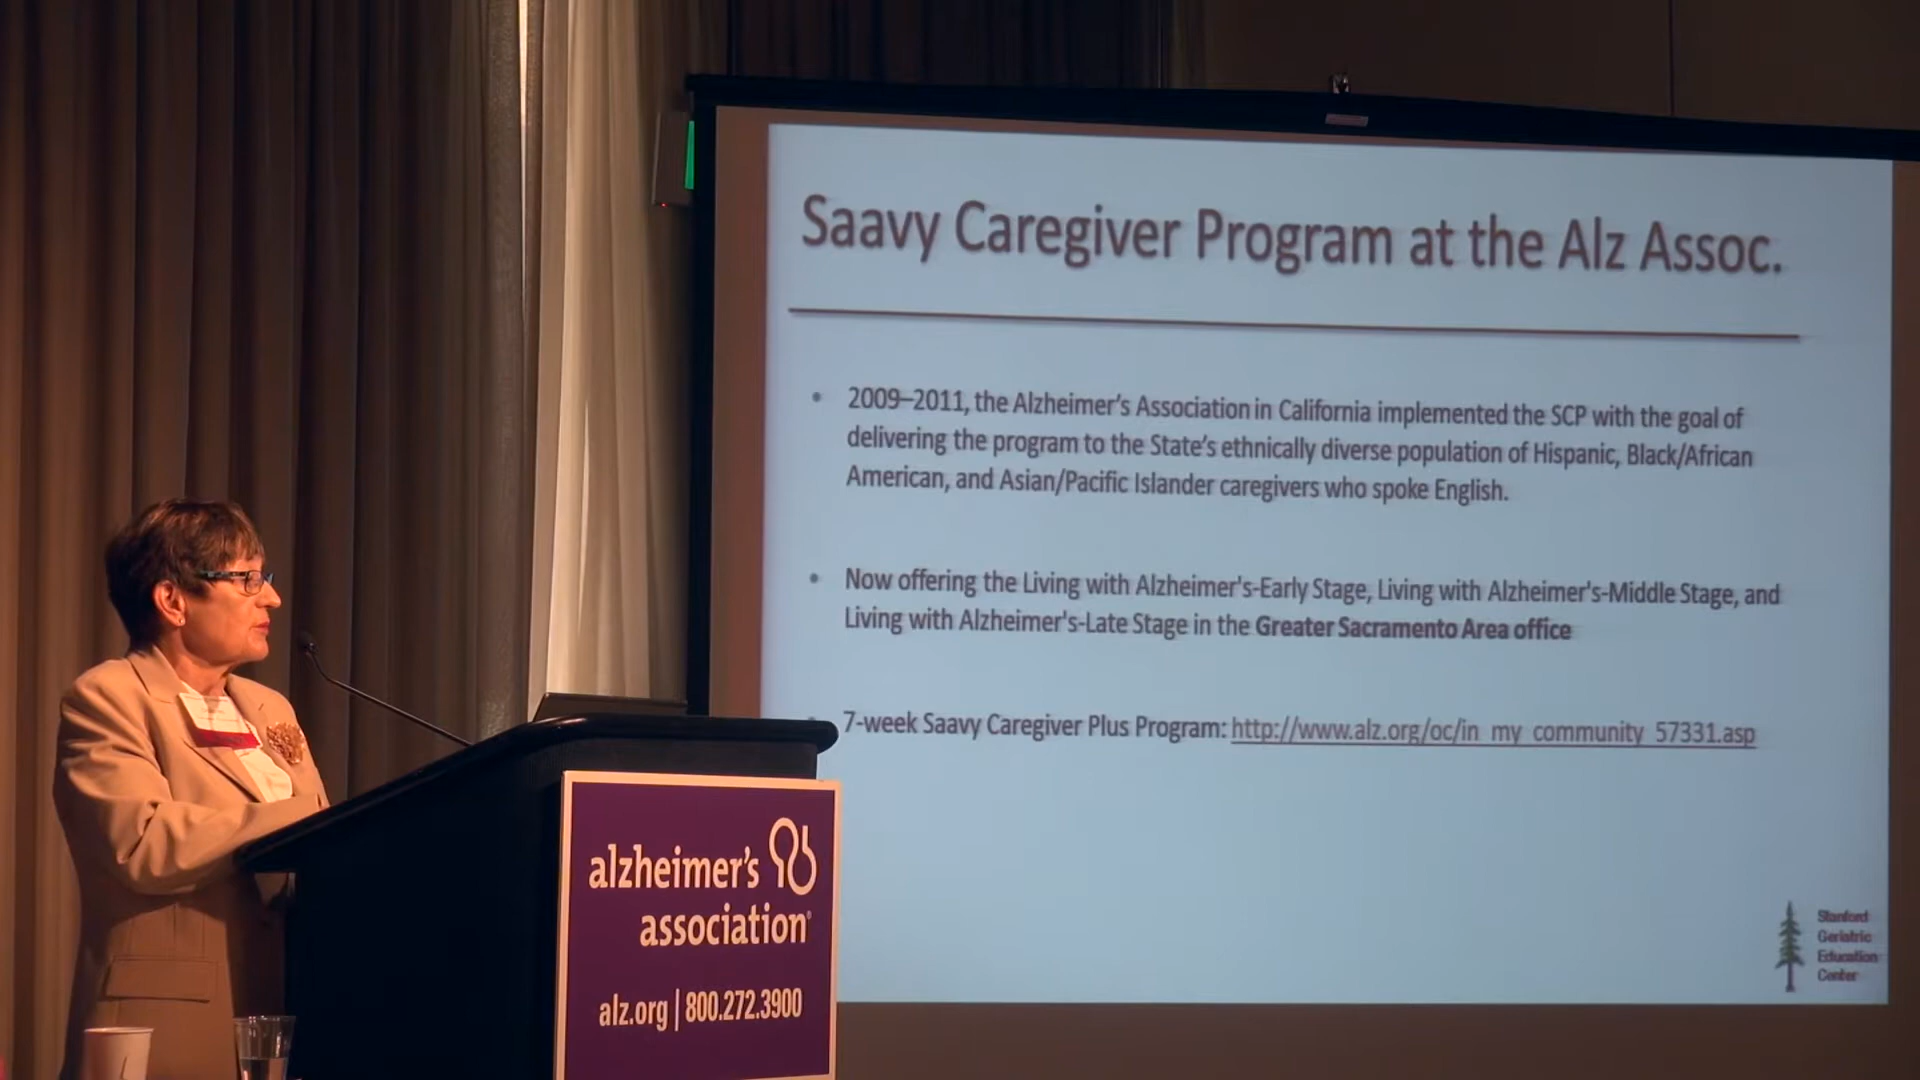 Saavy Caregiver Program at the Alz Assoc.
• 2009–2011, the Alzheimer's Association in California implemented the SCP with the goal of
delivering the program to the State's ethnically diverse population of Hispanic, Black/African
American, and Asian/Pacific Islander caregivers who spoke English.
• Now offering the Living with Alzheimer's-Early Stage, Living with Alzheimer's-Middle Stage, and
Living with Alzheimer's-Late Stage in the Greater Sacramento Area office
7-week Saavy Caregiver Plus Program: http://www.alz.org/oc/in_my_community_57331.asp
Stanford
Geriatric
Education
Center
alzheimer's
association®
alz.org | 800.272.3900